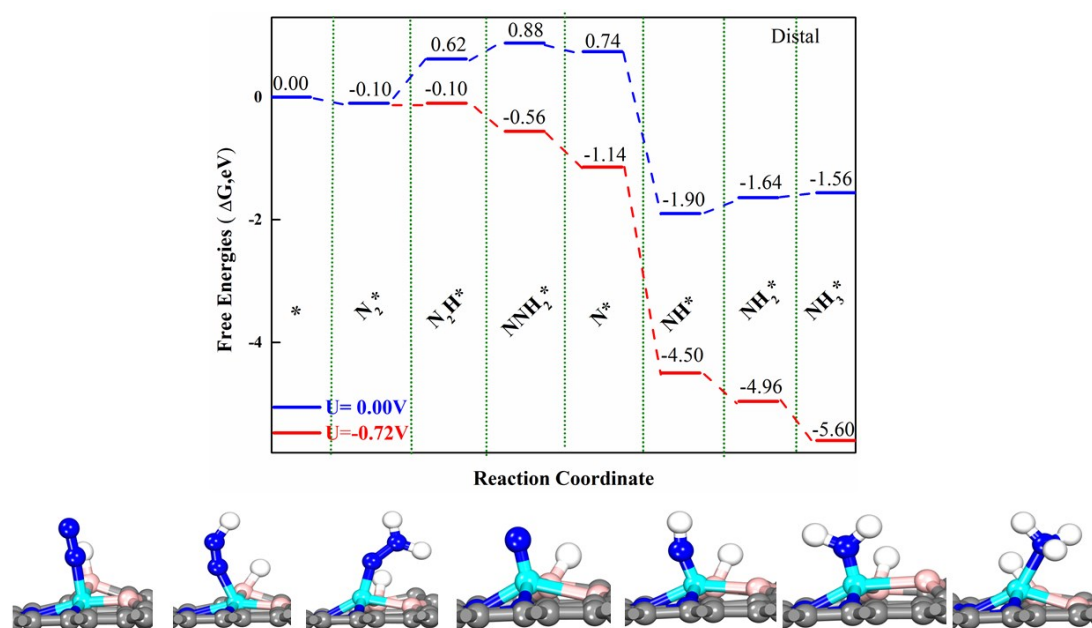 Distal
0.00
-0.10
0.62
0.88
0.74
-0.10
-0.56
-1.14
-1.90
-1.64
-1.56
-4.50
-4.96
-5.60
0
-2
-4
Free Energies ( ΔG,eV)
*
N₂*
N₂H*
NNH₂*
N*
NH*
NH₂*
NH₃*
U= 0.00V
U=-0.72V
Reaction Coordinate